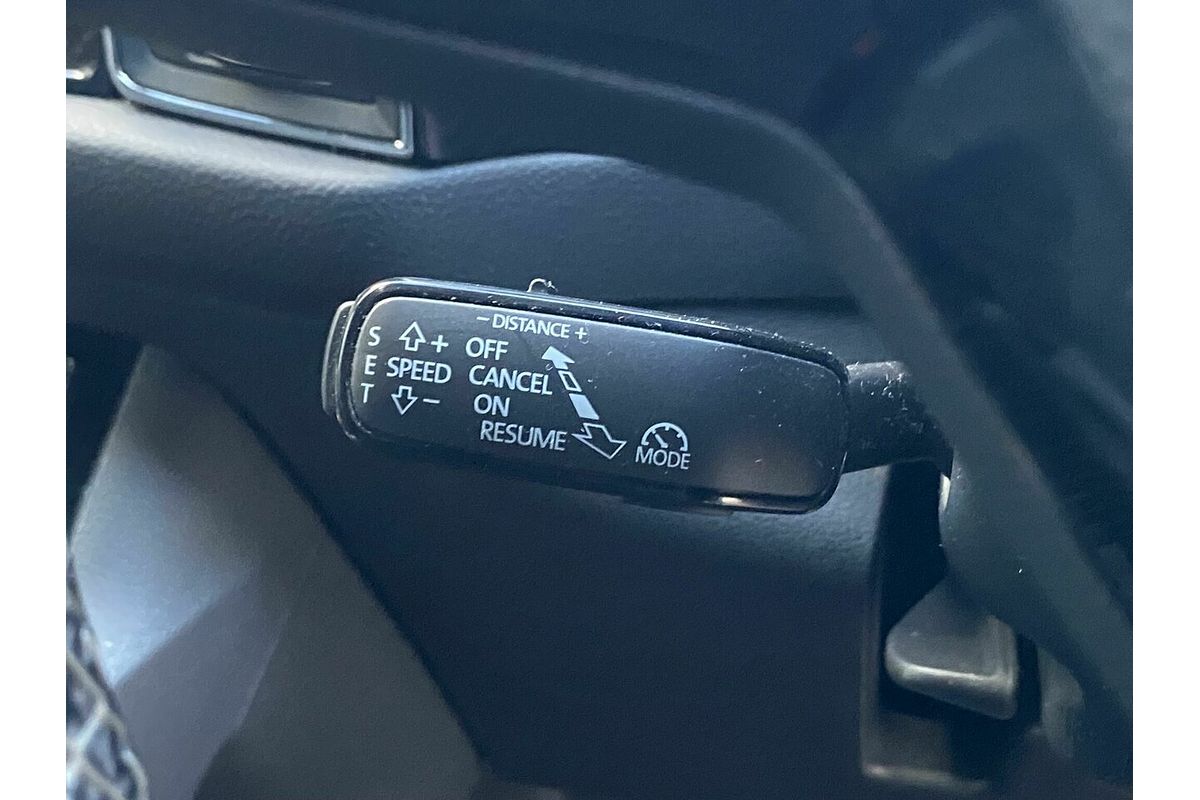 − DISTANCE +
S
E
T
+
SPEED
−
OFF
CANCEL
ON
RESUME
MODE